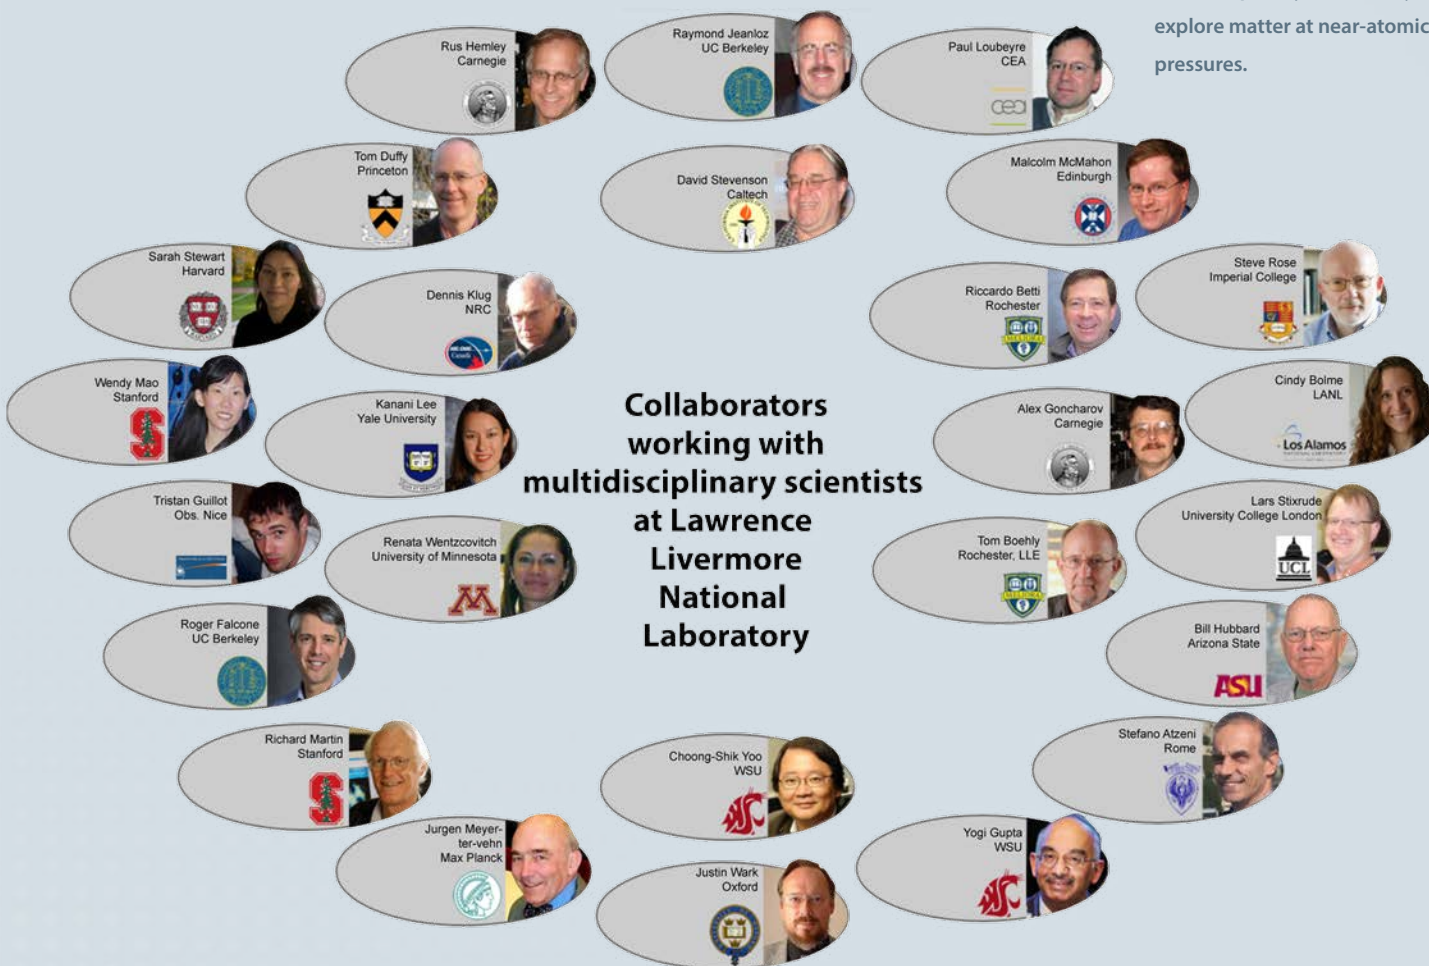 explore matter at near-atomic
pressures.
Rus Hemley
Carnegie
Raymond Jeanloz
UC Berkeley
Paul Loubeyre
CEA
cea
Tom Duffy
Princeton
David Stevenson
Caltech
Malcolm McMahon
Edinburgh
Sarah Stewart
Harvard
Dennis Klug
NRC
Riccardo Betti
Rochester
MELIORA
Steve Rose
Imperial College
Wendy Mao
Stanford
S
Kanani Lee
Yale University
Alex Goncharov
Carnegie
Cindy Bolme
LANL
Los Alamos
NATIONAL LABORATORY
Collaborators
working with
multidisciplinary scientists
at Lawrence
Livermore
National
Laboratory
Tristan Guillot
Obs. Nice
Renata Wentzcovitch
University of Minnesota
M
Tom Boehly
Rochester, LLE
MELIORA
Lars Stixrude
University College London
UCL
Roger Falcone
UC Berkeley
Bill Hubbard
Arizona State
ASU
Richard Martin
Stanford
S
Choong-Shik Yoo
WSU
Stefano Atzeni
Rome
Jurgen Meyer-
ter-vehn
Max Planck
Justin Wark
Oxford
Yogi Gupta
WSU